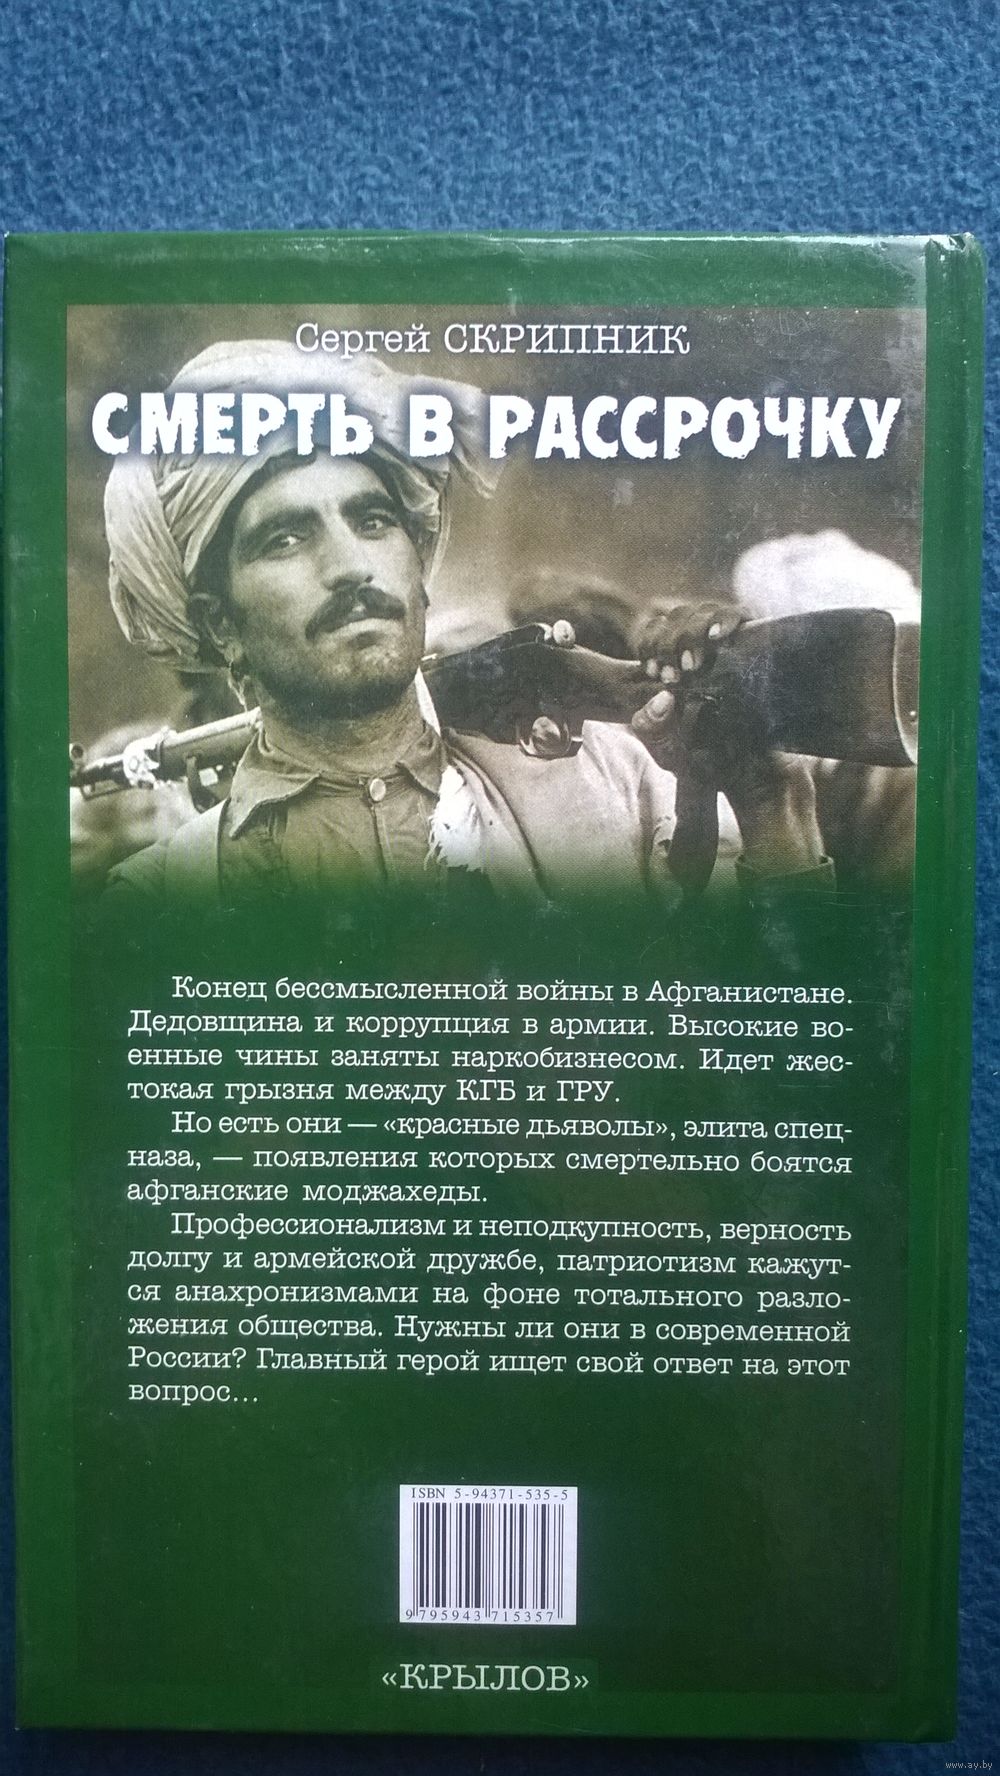 Сергей СКРИПНИК
СМЕРТЬ В РАССРОЧКУ
Конец бессмысленной войны в Афганистане.
Дедовщина и коррупция в армии. Высокие во-
енные чины заняты наркобизнесом. Идет жес-
токая грызня между КГБ и ГРУ.
Но есть они — «красные дьяволы», элита спец-
наза, — появления которых смертельно боятся
афганские моджахеды.
Профессионализм и неподкупность, верность
долгу и армейской дружбе, патриотизм кажут-
ся анахронизмами на фоне тотального разло-
жения общества. Нужны ли они в современной
России? Главный герой ищет свой ответ на этот
вопрос...
ISBN 5-94371-535-5
9 795943 715357
«КРЫЛОВ»
www.ay.by